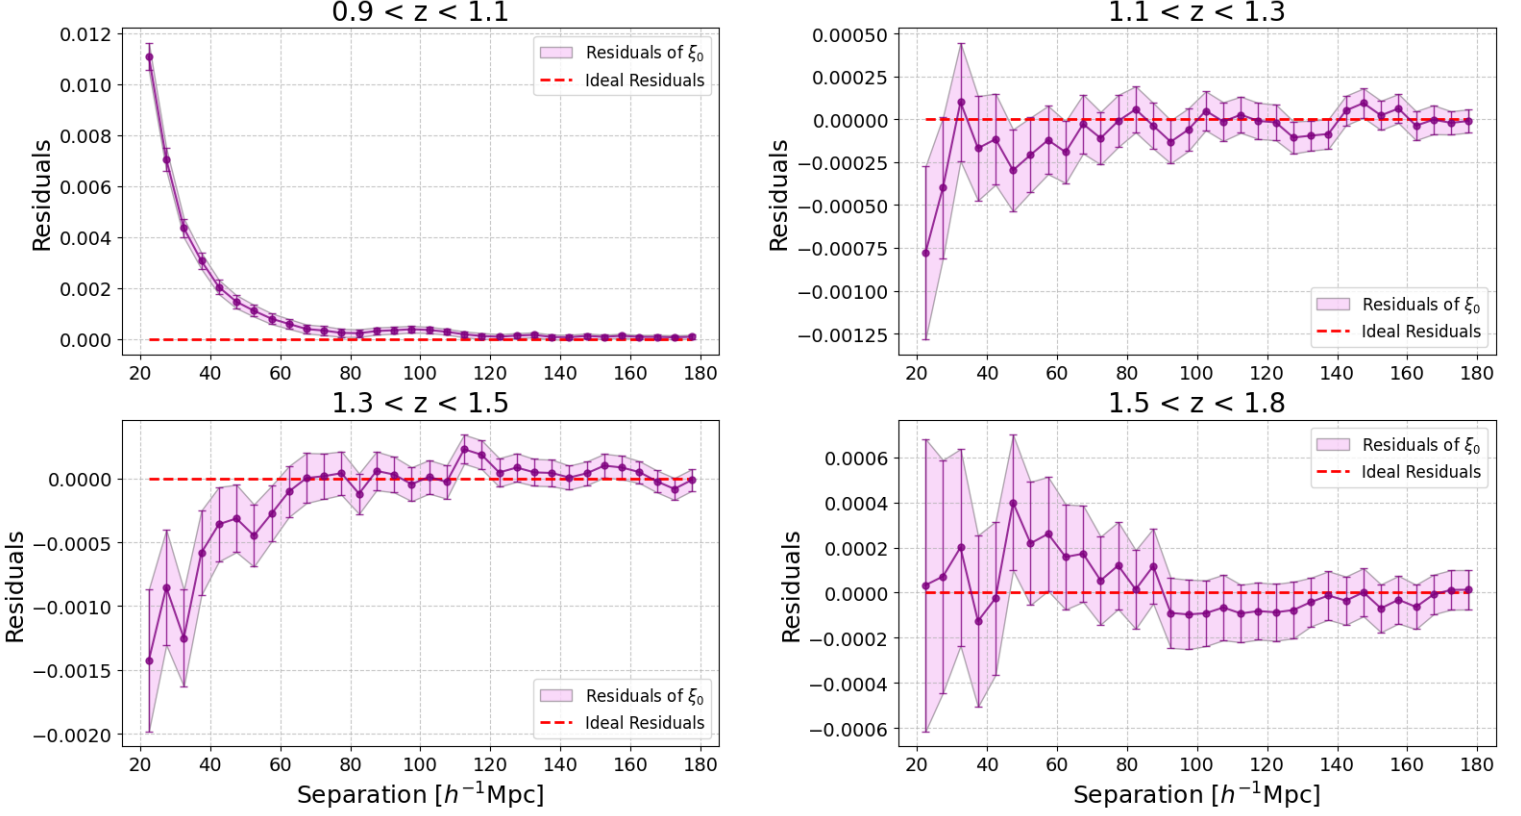 0.9 < z < 1.1
Residuals
0.012
0.010
0.008
0.006
0.004
0.002
0.000
20 40 60 80 100 120 140 160 180
Residuals of ξ₀
Ideal Residuals
1.1 < z < 1.3
Residuals
0.00050
0.00025
0.00000
−0.00025
−0.00050
−0.00075
−0.00100
−0.00125
20 40 60 80 100 120 140 160 180
Residuals of ξ₀
Ideal Residuals
1.3 < z < 1.5
Residuals
0.0000
−0.0005
−0.0010
−0.0015
−0.0020
20 40 60 80 100 120 140 160 180
Separation [h⁻¹Mpc]
Residuals of ξ₀
Ideal Residuals
1.5 < z < 1.8
Residuals
0.0006
0.0004
0.0002
0.0000
−0.0002
−0.0004
−0.0006
20 40 60 80 100 120 140 160 180
Separation [h⁻¹Mpc]
Residuals of ξ₀
Ideal Residuals